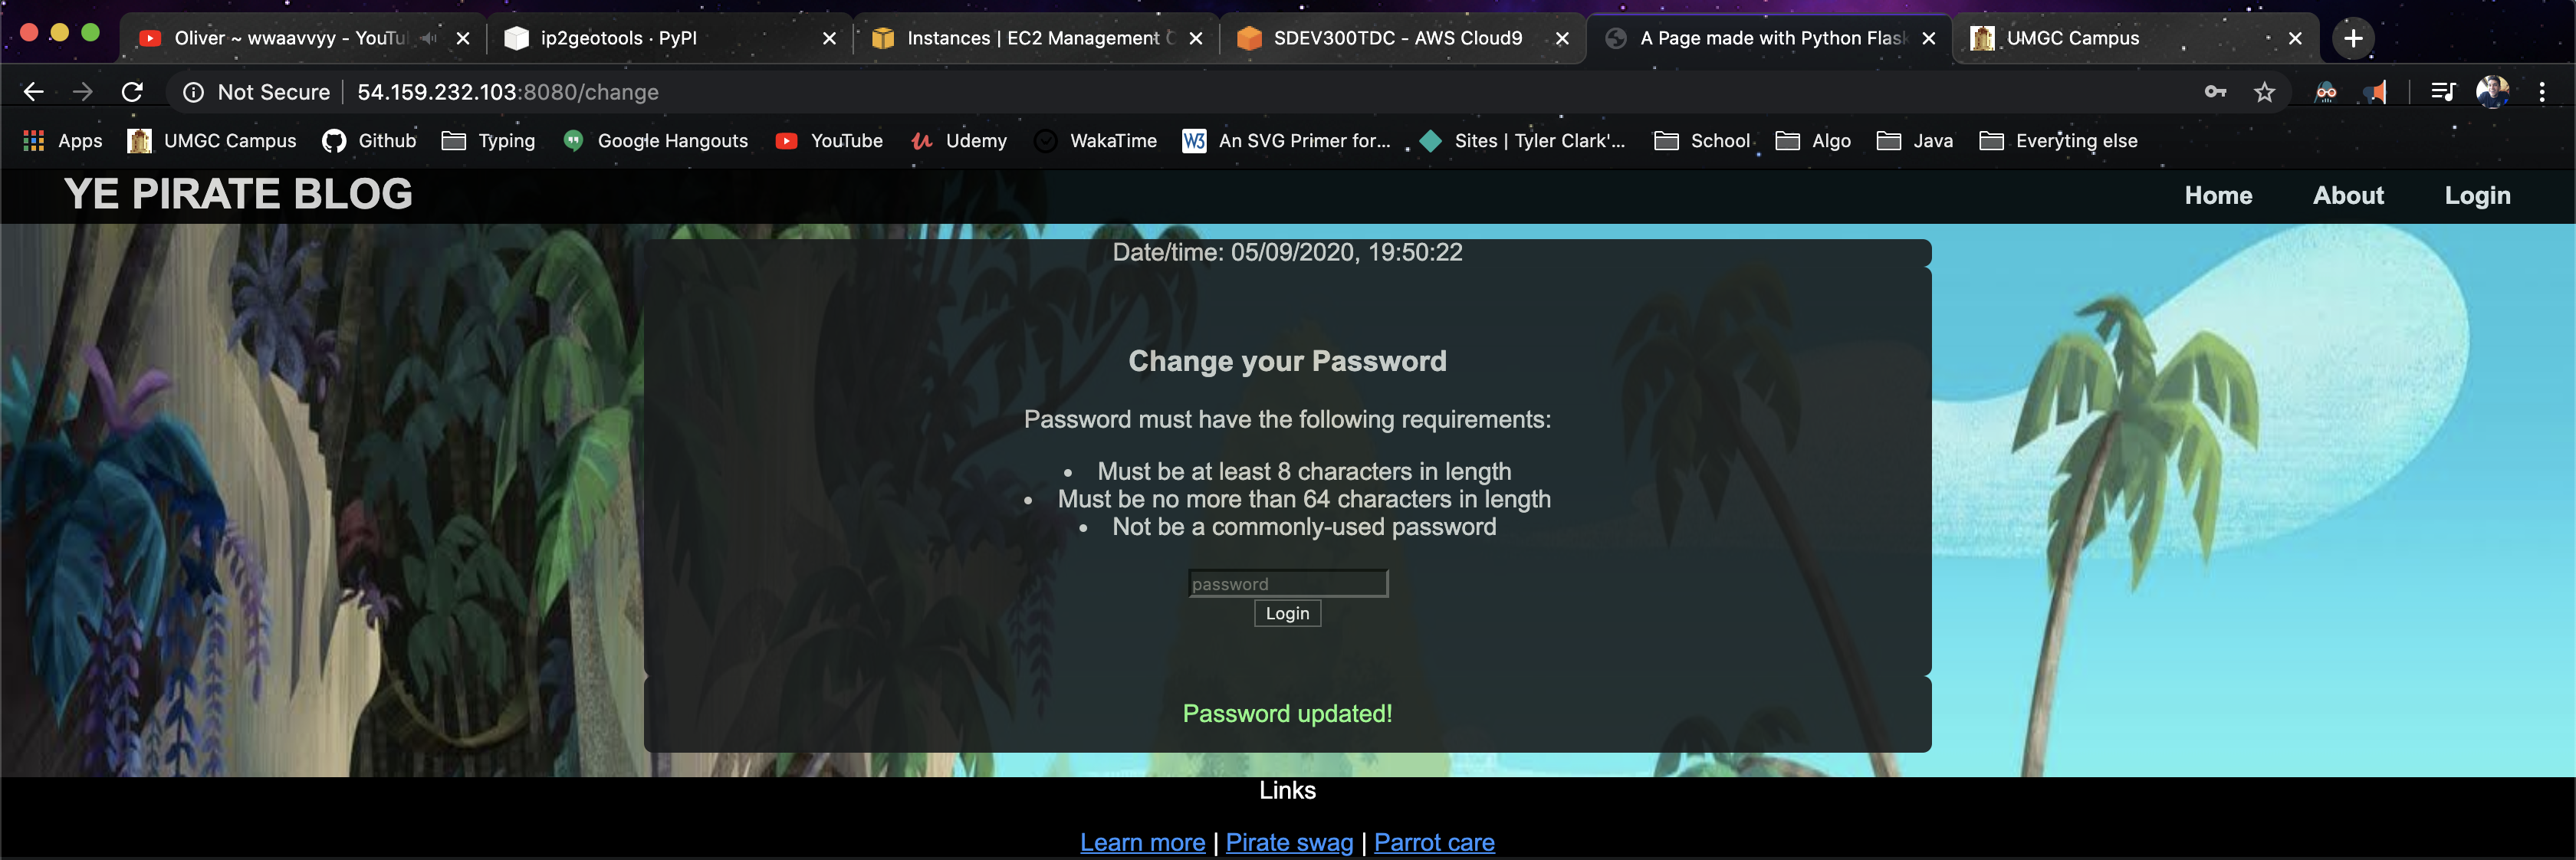 Oliver ~ wwaavvyy - YouTu
ip2geotools · PyPI
Instances | EC2 Management C
SDEV300TDC - AWS Cloud9
A Page made with Python Flask
UMGC Campus
Not Secure | 54.159.232.103:8080/change
Apps UMGC Campus Github Typing Google Hangouts YouTube Udemy WakaTime W3 An SVG Primer for... Sites | Tyler Clark'... School Algo Java Everyting else
YE PIRATE BLOG
Home About Login
Date/time: 05/09/2020, 19:50:22
Change your Password
Password must have the following requirements:
• Must be at least 8 characters in length
• Must be no more than 64 characters in length
• Not be a commonly-used password
password
Login
Password updated!
Links
Learn more | Pirate swag | Parrot care